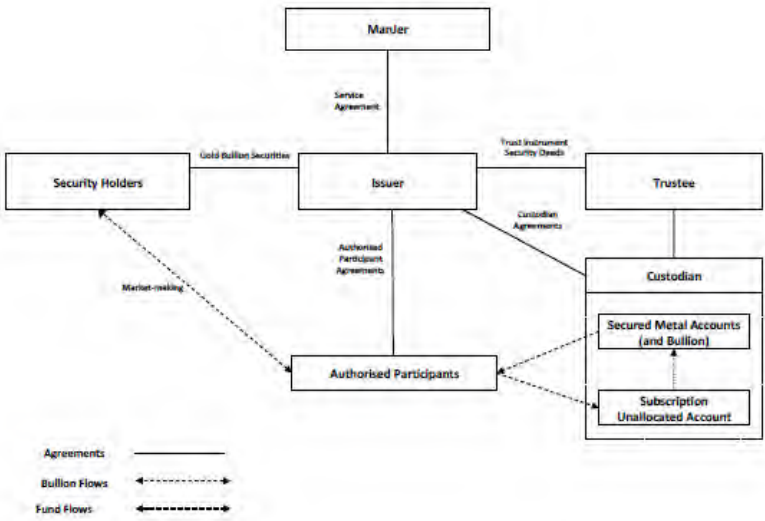 ManJer
Service
Agreement
Gold Bullion Securities
Trust Instrument
Security Deeds
Security Holders
Issuer
Trustee
Custodian
Agreements
Authorised
Participant
Agreements
Custodian
Market-making
Secured Metal Accounts
(and Bullion)
Authorised Participants
Subscription
Unallocated Account
Agreements
Bullion Flows
Fund Flows